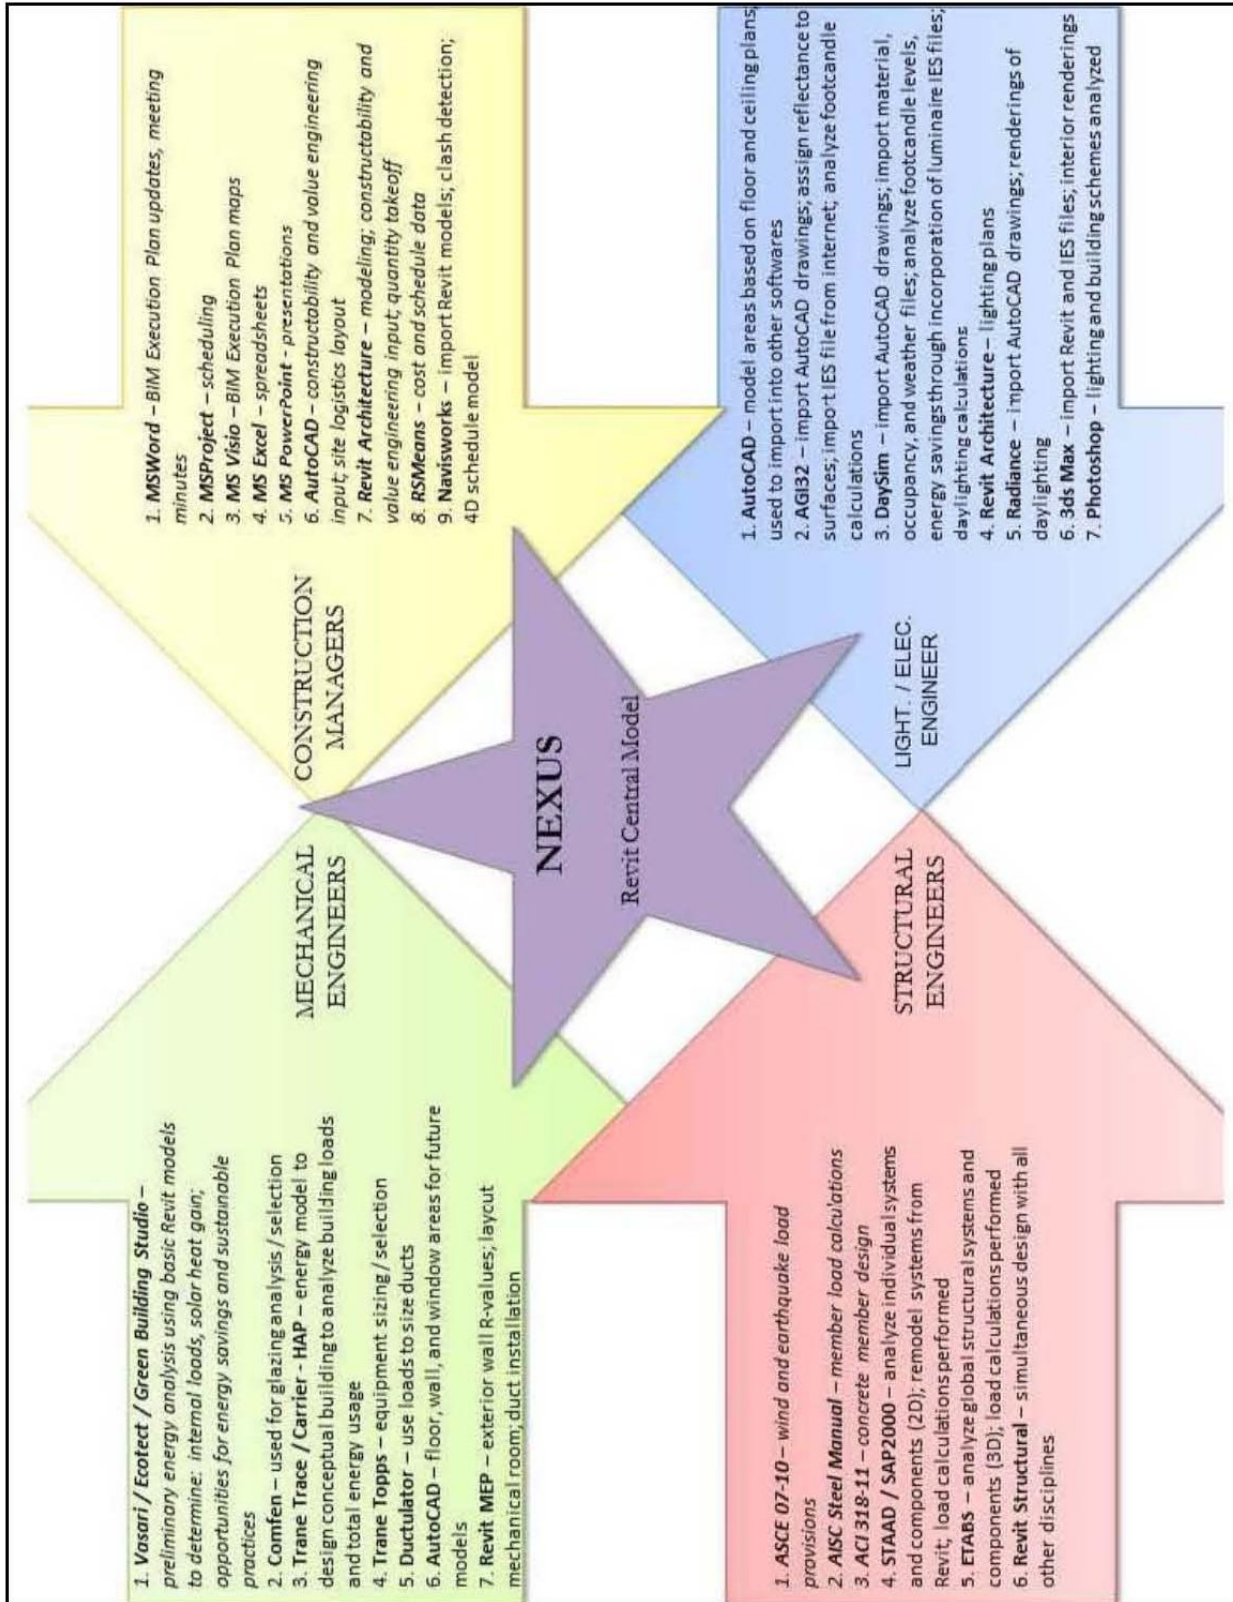 1. Vasari / Ecotect / Green Building Studio –
preliminary energy analysis using basic Revit models
to determine: internal loads, solar heat gain;
opportunities for energy savings and sustainable
practices
2. Comfen – used for glazing analysis / selection
3. Trane Trace / Carrier - HAP – energy model to
design conceptual building to analyze building loads
and total energy usage
4. Trane Topps – equipment sizing / selection
5. Ductulator – use loads to size ducts
6. AutoCAD – floor, wall, and window areas for future
models
7. Revit MEP – exterior wall R-values; layout
mechanical room; duct installation
MECHANICAL
ENGINEERS
CONSTRUCTION
MANAGERS
1. MSWord – BIM Execution Plan updates, meeting
minutes
2. MSProject – scheduling
3. MS Visio – BIM Execution Plan maps
4. MS Excel – spreadsheets
5. MS PowerPoint - presentations
6. AutoCAD – constructability and value engineering
input; site logistics layout
7. Revit Architecture – modeling; constructability and
value engineering input; quantity takeoff
8. RSMeans – cost and schedule data
9. Navisworks – import Revit models; clash detection;
4D schedule model
NEXUS
Revit Central Model
1. ASCE 07-10 – wind and earthquake load
provisions
2. AISC Steel Manual – member load calculations
3. ACI 318-11 – concrete member design
4. STAAD / SAP2000 – analyze individual systems
and components (2D); remodel systems from
Revit; load calculations performed
5. ETABS – analyze global structural systems and
components (3D); load calculations performed
6. Revit Structural – simultaneous design with all
other disciplines
STRUCTURAL
ENGINEERS
LIGHT. / ELEC.
ENGINEER
1. AutoCAD – model areas based on floor and ceiling plans;
used to import into other softwares
2. AGI32 – import AutoCAD drawings; assign reflectance to
surfaces; import IES file from internet; analyze footcandle
calculations
3. DaySim – import AutoCAD drawings; import material,
occupancy, and weather files; analyze footcandle levels,
energy savings through incorporation of luminaire IES files;
daylighting calculations
4. Revit Architecture – lighting plans
5. Radiance – import AutoCAD drawings; renderings of
daylighting
6. 3ds Max – import Revit and IES files; interior renderings
7. Photoshop – lighting and building schemes analyzed